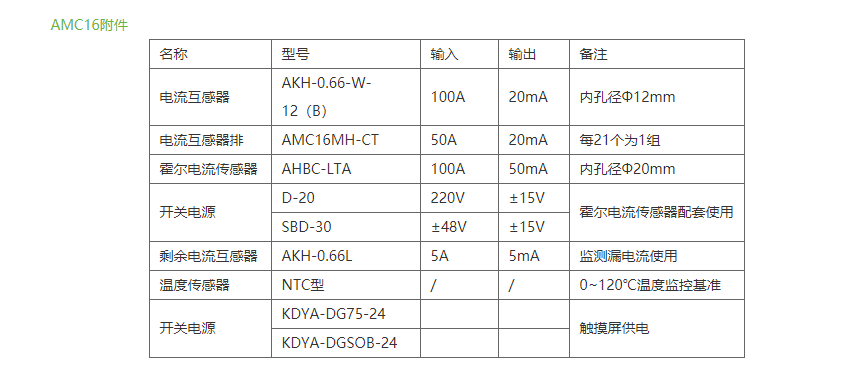 AMC16附件
名称 型号 输入 输出 备注
电流互感器 AKH-0.66-W-12（B） 100A 20mA 内孔径Φ12mm
电流互感器排 AMC16MH-CT 50A 20mA 每21个为1组
霍尔电流传感器 AHBC-LTA 100A 50mA 内孔径Φ20mm
开关电源 D-20 220V ±15V 霍尔电流传感器配套使用
SBD-30 ±48V ±15V
剩余电流互感器 AKH-0.66L 5A 5mA 监测漏电流使用
温度传感器 NTC型 / / 0~120℃温度监控基准
开关电源 KDYA-DG75-24 触摸屏供电
KDYA-DGSOB-24